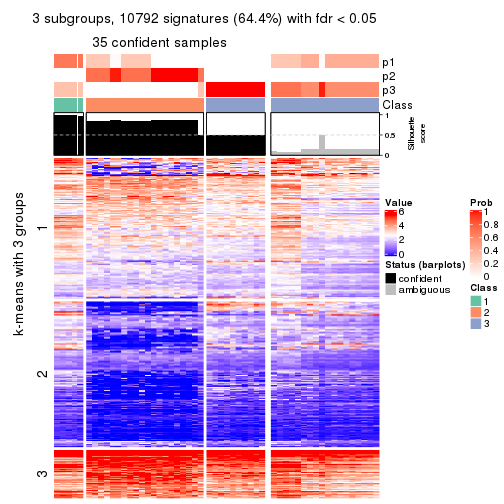 3 subgroups, 10792 signatures (64.4%) with fdr < 0.05
35 confident samples
p1
p2
p3
Class
1
0.5
0
Silhouette
score
k-means with 3 groups
1
2
3
Value
6
4
2
0
Status (barplots)
confident
ambiguous
Prob
1
0.8
0.6
0.4
0.2
0
Class
1
2
3